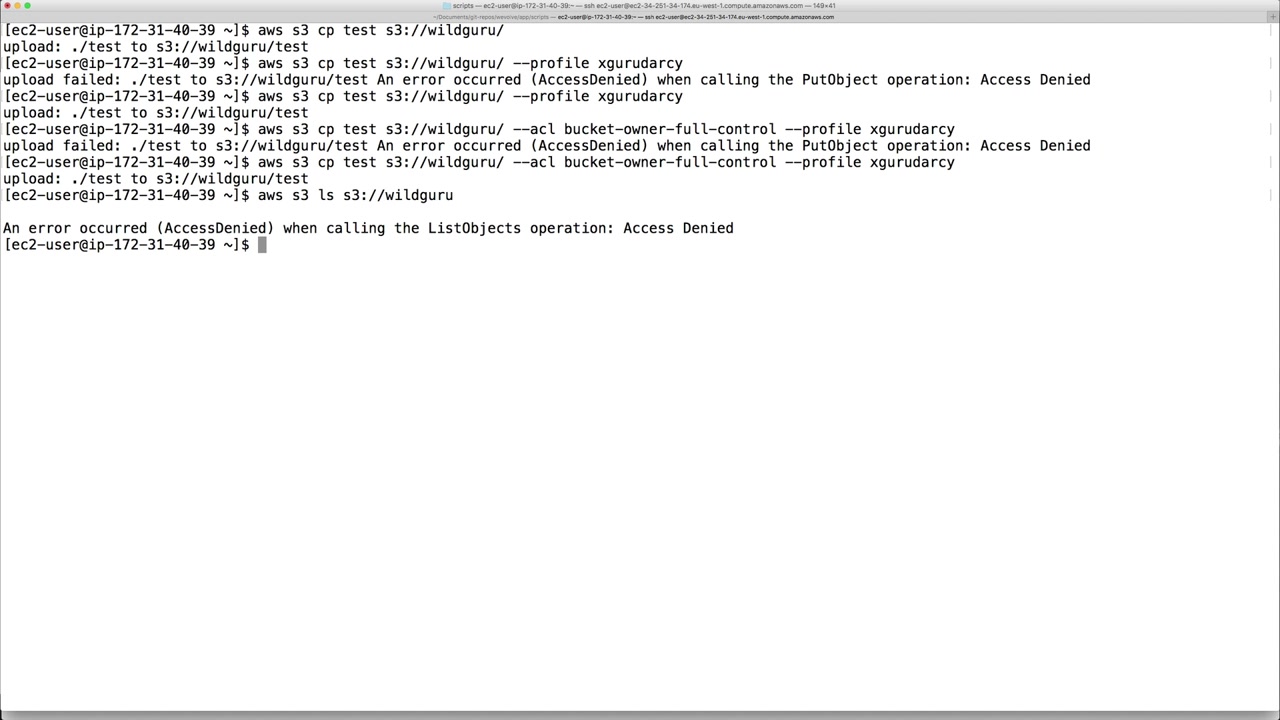 scripts — ec2-user@ip-172-31-40-39:~ — ssh ec2-user@ec2-34-251-34-174.eu-west-1.compute.amazonaws.com — 149×41
~/Documents/git-repos/wevolve/app/scripts — ec2-user@ip-172-31-40-39:~ — ssh ec2-user@ec2-34-251-34-174.eu-west-1.compute.amazonaws.com +
[ec2-user@ip-172-31-40-39 ~]$ aws s3 cp test s3://wildguru/
upload: ./test to s3://wildguru/test
[ec2-user@ip-172-31-40-39 ~]$ aws s3 cp test s3://wildguru/ --profile xgurudarcy
upload failed: ./test to s3://wildguru/test An error occurred (AccessDenied) when calling the PutObject operation: Access Denied
[ec2-user@ip-172-31-40-39 ~]$ aws s3 cp test s3://wildguru/ --profile xgurudarcy
upload: ./test to s3://wildguru/test
[ec2-user@ip-172-31-40-39 ~]$ aws s3 cp test s3://wildguru/ --acl bucket-owner-full-control --profile xgurudarcy
upload failed: ./test to s3://wildguru/test An error occurred (AccessDenied) when calling the PutObject operation: Access Denied
[ec2-user@ip-172-31-40-39 ~]$ aws s3 cp test s3://wildguru/ --acl bucket-owner-full-control --profile xgurudarcy
upload: ./test to s3://wildguru/test
[ec2-user@ip-172-31-40-39 ~]$ aws s3 ls s3://wildguru
An error occurred (AccessDenied) when calling the ListObjects operation: Access Denied
[ec2-user@ip-172-31-40-39 ~]$